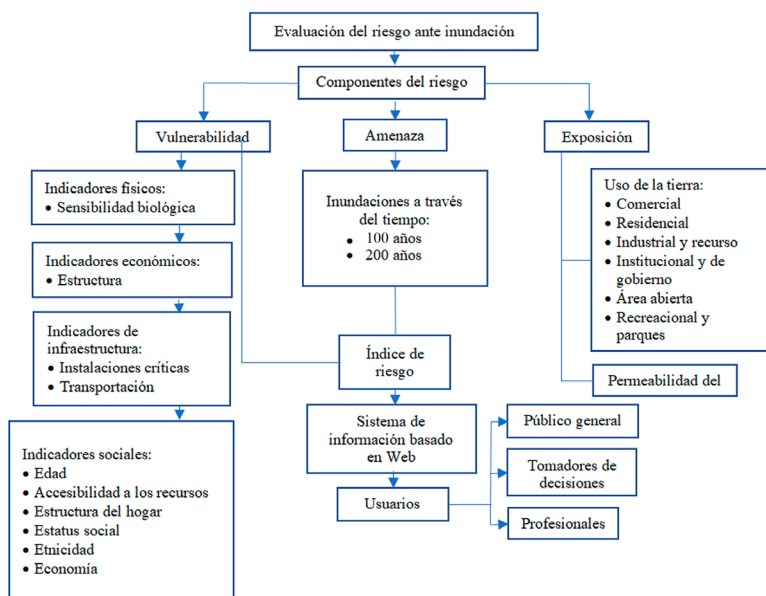 Evaluación del riesgo ante inundación
Componentes del riesgo
Vulnerabilidad
Amenaza
Exposición
Indicadores físicos:
• Sensibilidad biológica
Indicadores económicos:
• Estructura
Indicadores de
infraestructura:
• Instalaciones críticas
• Transportación
Indicadores sociales:
• Edad
• Accesibilidad a los recursos
• Estructura del hogar
• Estatus social
• Etnicidad
• Economía
Inundaciones a través
del tiempo:
• 100 años
• 200 años
Índice de
riesgo
Sistema de
información basado
en Web
Usuarios
Público general
Tomadores de
decisiones
Profesionales
Uso de la tierra:
• Comercial
• Residencial
• Industrial y recurso
• Institucional y de
gobierno
• Área abierta
• Recreacional y
parques
Permeabilidad del